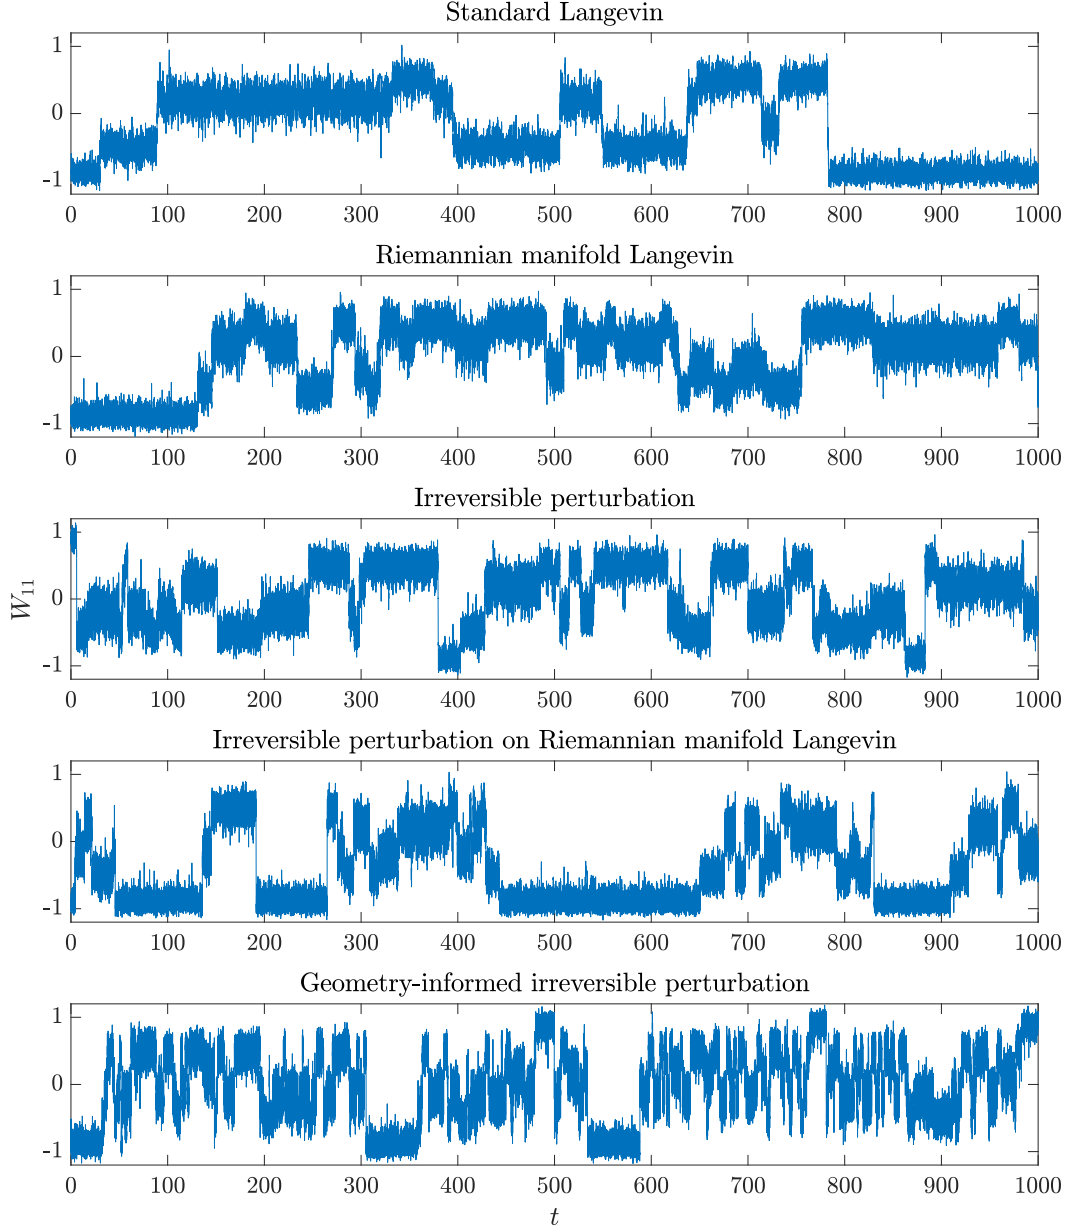 Standard Langevin
1
0
-1
0 100 200 300 400 500 600 700 800 900 1000
Riemannian manifold Langevin
1
0
-1
0 100 200 300 400 500 600 700 800 900 1000
Irreversible perturbation
1
0
-1
W₁₁
0 100 200 300 400 500 600 700 800 900 1000
Irreversible perturbation on Riemannian manifold Langevin
1
0
-1
0 100 200 300 400 500 600 700 800 900 1000
Geometry-informed irreversible perturbation
1
0
-1
0 100 200 300 400 500 600 700 800 900 1000
t